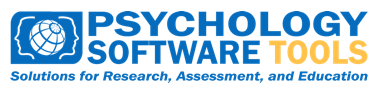 PSYCHOLOGY
SOFTWARE TOOLS
Solutions for Research, Assessment, and Education